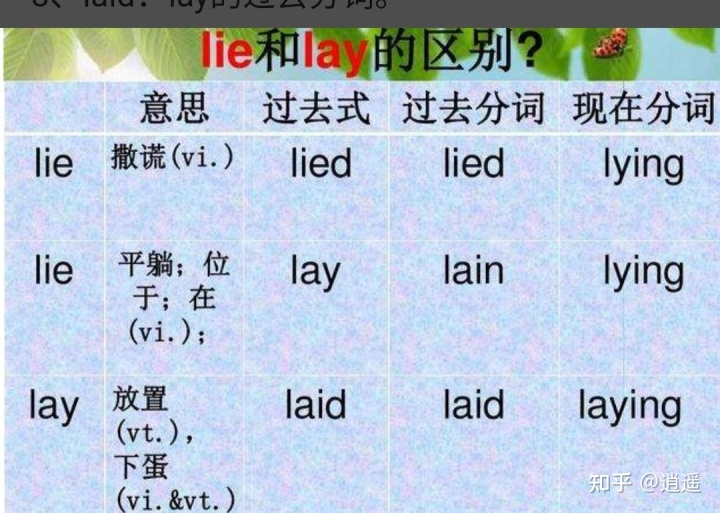 lie和lay的区别?
意思 过去式 过去分词 现在分词
lie 撒谎(vi.) lied lied lying
lie 平躺；位 lay lain lying
于；在
(vi.)；
lay 放置 laid laid laying
(vt.)，
下蛋
(vi.&vt.)
知乎 @逍遥